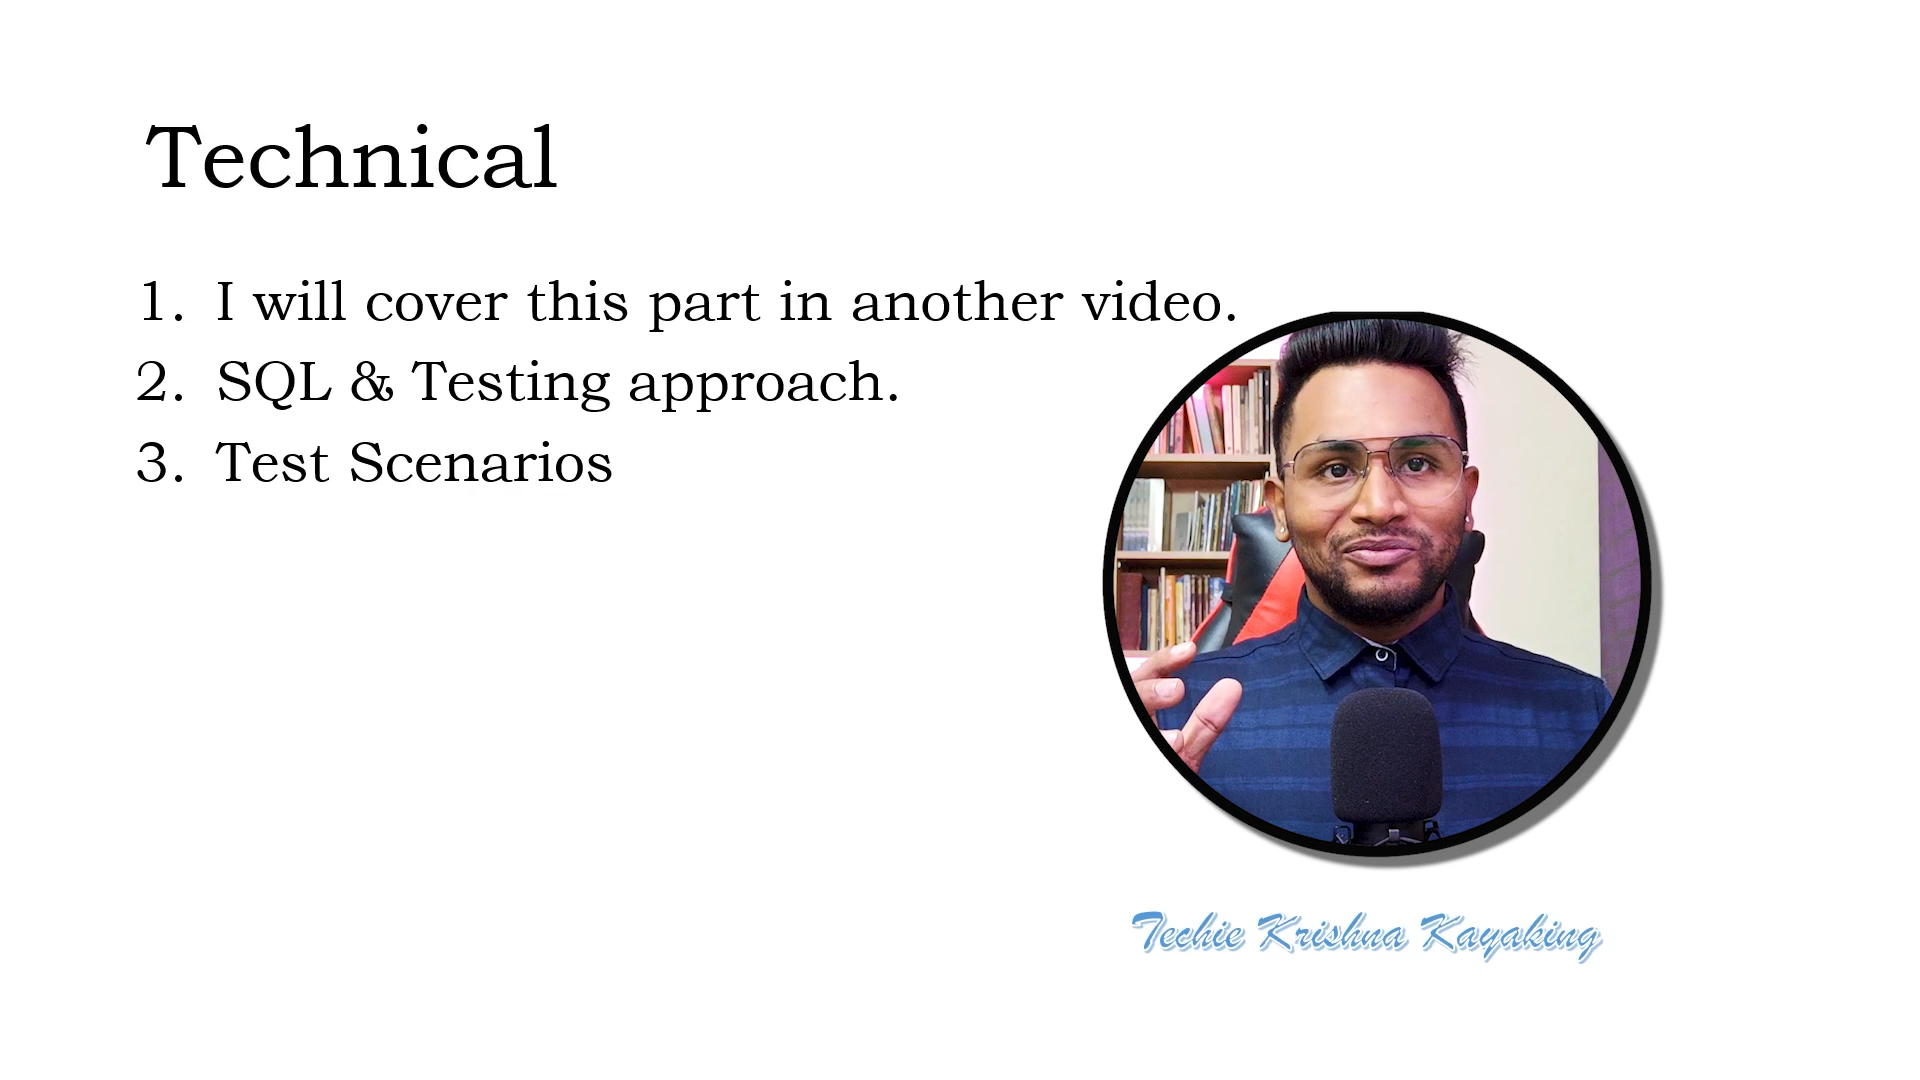 Technical
1. I will cover this part in another video.
2. SQL & Testing approach.
3. Test Scenarios
Techie Krishna Kayaking